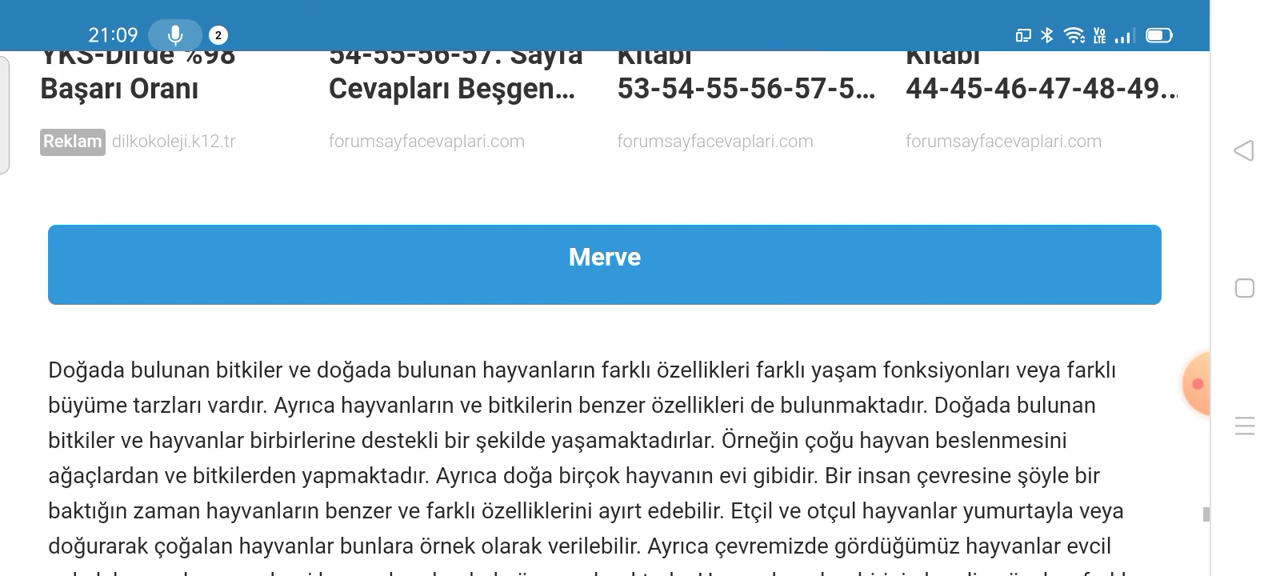 21:09 2 VO LTE
YKS-Dil'de %98 Başarı Oranı
Reklam dilkokoleji.k12.tr
54-55-56-57. Sayfa Cevapları Beşgen...
forumsayfacevaplari.com
Kitabı 53-54-55-56-57-5...
forumsayfacevaplari.com
Kitabı 44-45-46-47-48-49...
forumsayfacevaplari.com
Merve
Doğada bulunan bitkiler ve doğada bulunan hayvanların farklı özellikleri farklı yaşam fonksiyonları veya farklı
büyüme tarzları vardır. Ayrıca hayvanların ve bitkilerin benzer özellikleri de bulunmaktadır. Doğada bulunan
bitkiler ve hayvanlar birbirlerine destekli bir şekilde yaşamaktadırlar. Örneğin çoğu hayvan beslenmesini
ağaçlardan ve bitkilerden yapmaktadır. Ayrıca doğa birçok hayvanın evi gibidir. Bir insan çevresine şöyle bir
baktığın zaman hayvanların benzer ve farklı özelliklerini ayırt edebilir. Etçil ve otçul hayvanlar yumurtayla veya
doğurarak çoğalan hayvanlar bunlara örnek olarak verilebilir. Ayrıca çevremizde gördüğümüz hayvanlar evcil